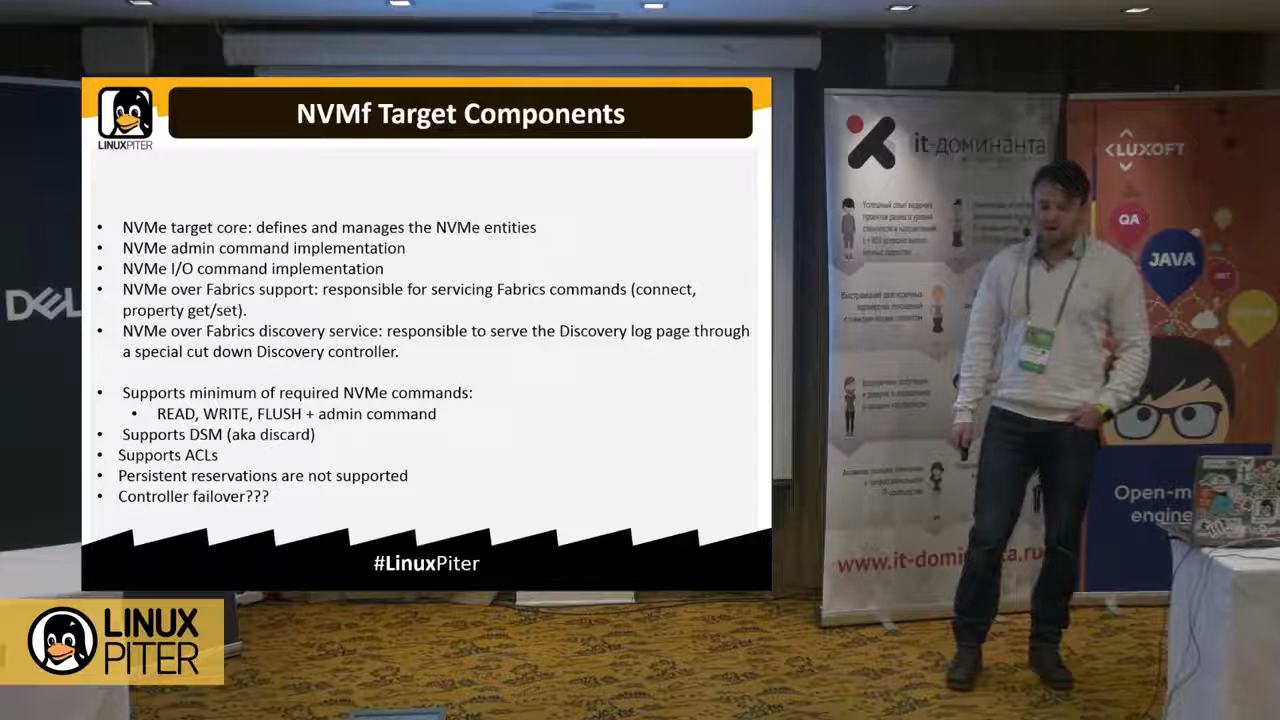 NVMf Target Components
LINUXPITER
• NVMe target core: defines and manages the NVMe entities
• NVMe admin command implementation
• NVMe I/O command implementation
• NVMe over Fabrics support: responsible for servicing Fabrics commands (connect,
property get/set).
• NVMe over Fabrics discovery service: responsible to serve the Discovery log page through
a special cut down Discovery controller.
• Supports minimum of required NVMe commands:
• READ, WRITE, FLUSH + admin command
• Supports DSM (aka discard)
• Supports ACLs
• Persistent reservations are not supported
• Controller failover???
#LinuxPiter
LINUX
PITER
DELL
it-доминанта
www.it-dominanta.ru
LUXOFT
QA
JAVA
.NET
Open-m
engine